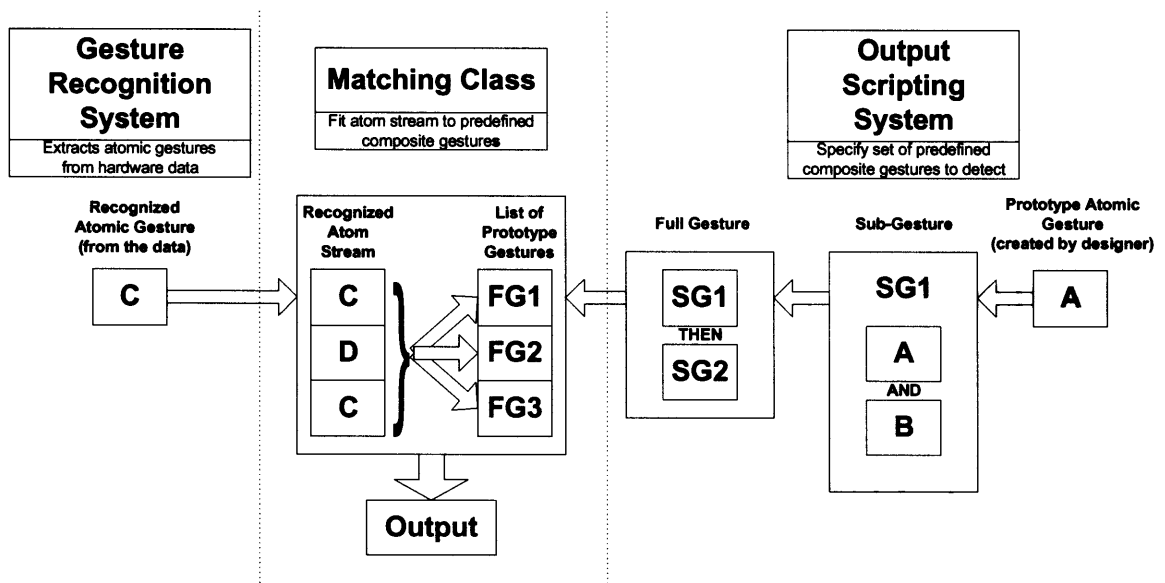 Gesture
Recognition
System
Extracts atomic gestures
from hardware data
Matching Class
Fit atom stream to predefined
composite gestures
Output
Scripting
System
Specify set of predefined
composite gestures to detect
Recognized
Atomic Gesture
(from the data)
C
Recognized
Atom
Stream
C
D
C
List of
Prototype
Gestures
FG1
FG2
FG3
Output
Full Gesture
SG1
THEN
SG2
Sub-Gesture
SG1
A
AND
B
Prototype Atomic
Gesture
(created by designer)
A